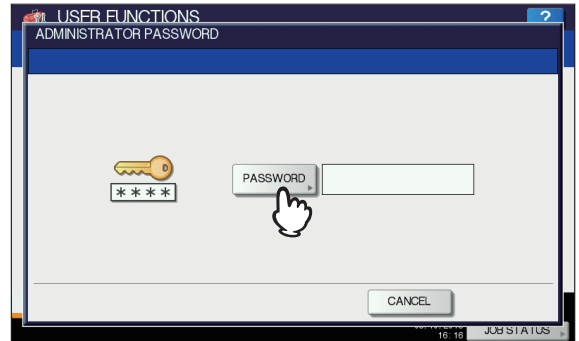 USER FUNCTIONS
?
ADMINISTRATOR PASSWORD
****
PASSWORD
CANCEL
16:16
JOB STATUS